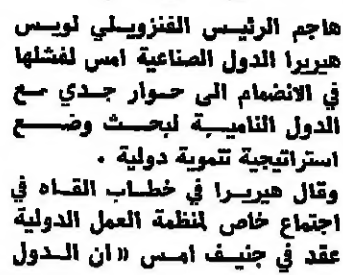 هاجم الرئيس الفنزويلي لويس
هيريرا الدول الصناعية امس لفشلها
في الانضمام الى حوار جدي مع
الدول النامية لبحث وضع
استراتيجية تنموية دولية .
وقال هيريرا في خطاب القاه في
اجتماع خاص لمنظمة العمل الدولية
عقد في جنيف امس (( ان الدول